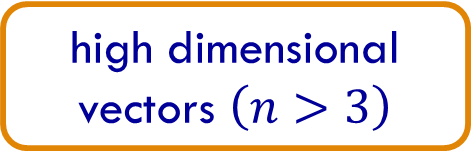 high dimensional
vectors (𝑛 > 3)